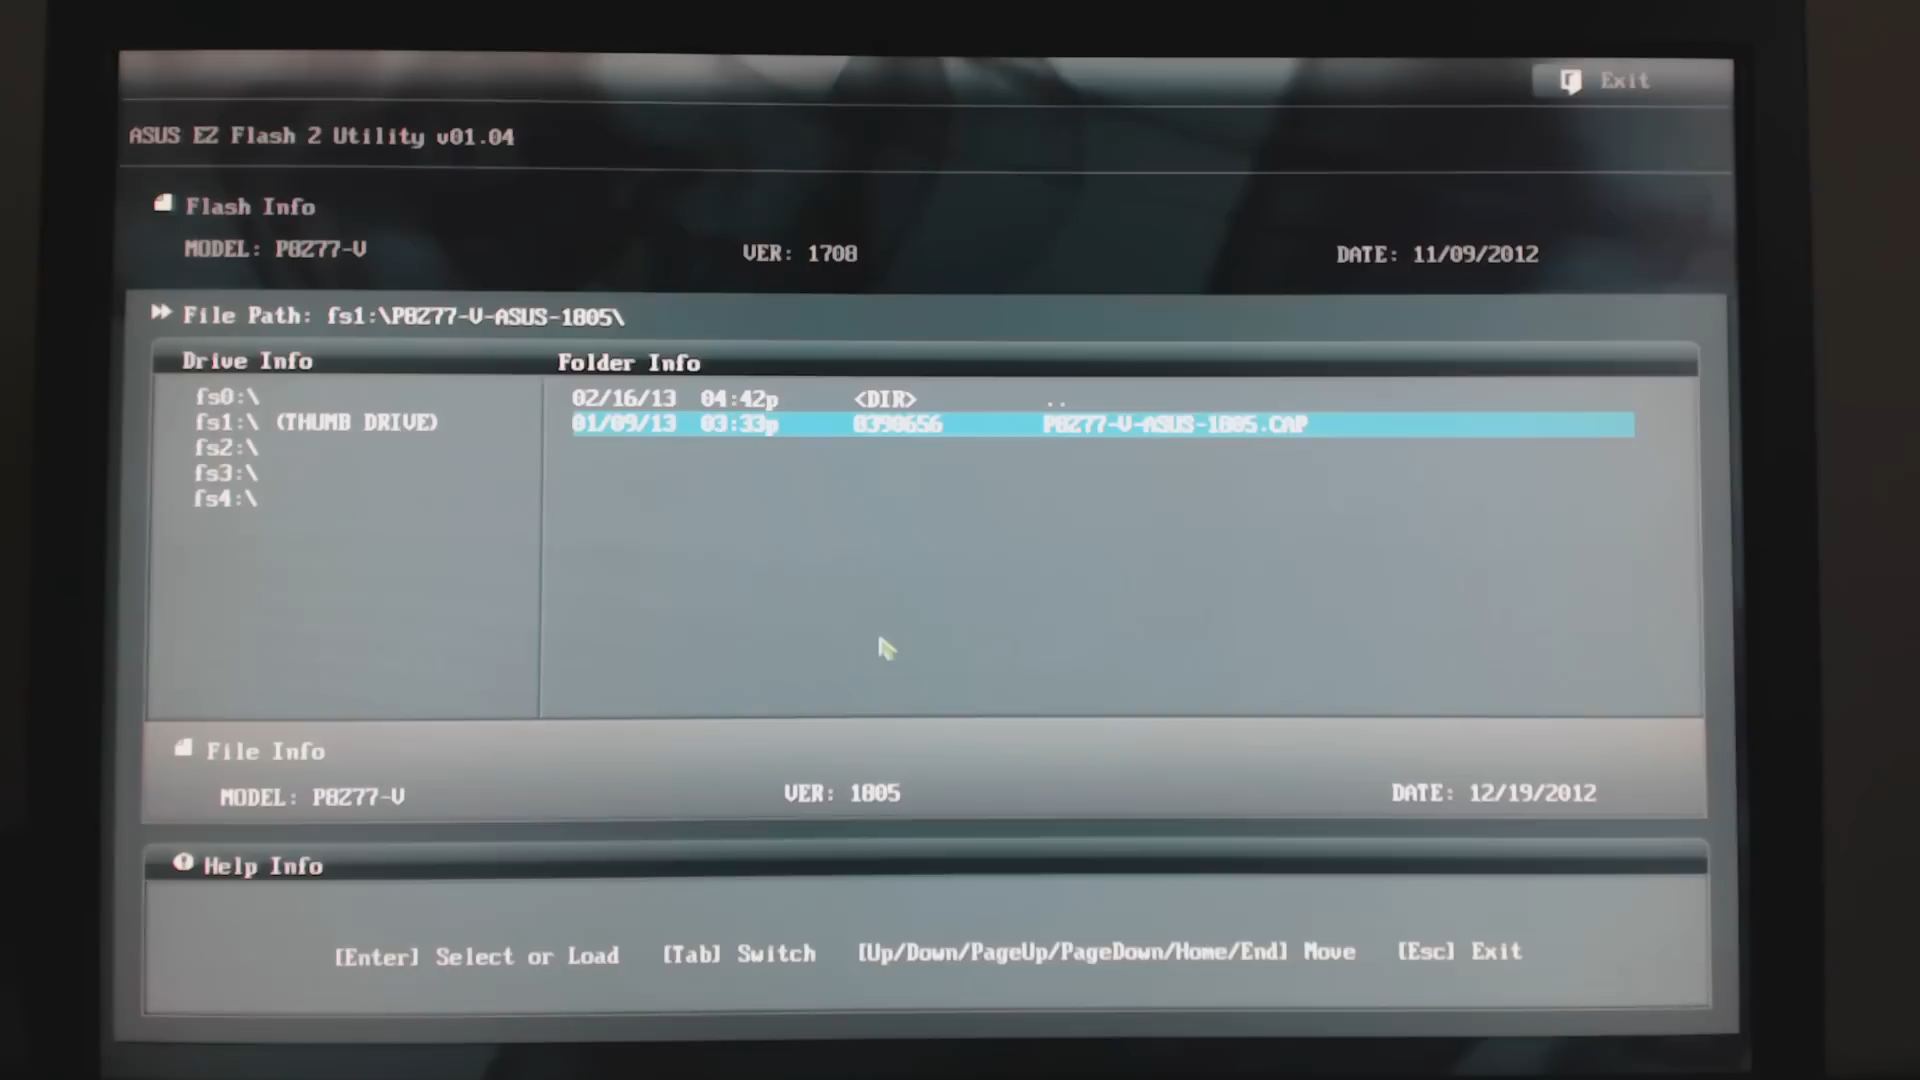 Exit
ASUS EZ Flash 2 Utility v01.04
Flash Info
MODEL: P8Z77-V VER: 1708 DATE: 11/09/2012
File Path: fs1:\P8Z77-V-ASUS-1805\
Drive Info Folder Info
fs0:\ 02/16/13 04:42p <DIR> ..
fs1:\ (THUMB DRIVE) 01/09/13 03:33p 8390656 P8Z77-V-ASUS-1805.CAP
fs2:\
fs3:\
fs4:\
File Info
MODEL: P8Z77-V VER: 1805 DATE: 12/19/2012
Help Info
[Enter] Select or Load [Tab] Switch [Up/Down/PageUp/PageDown/Home/End] Move [Esc] Exit